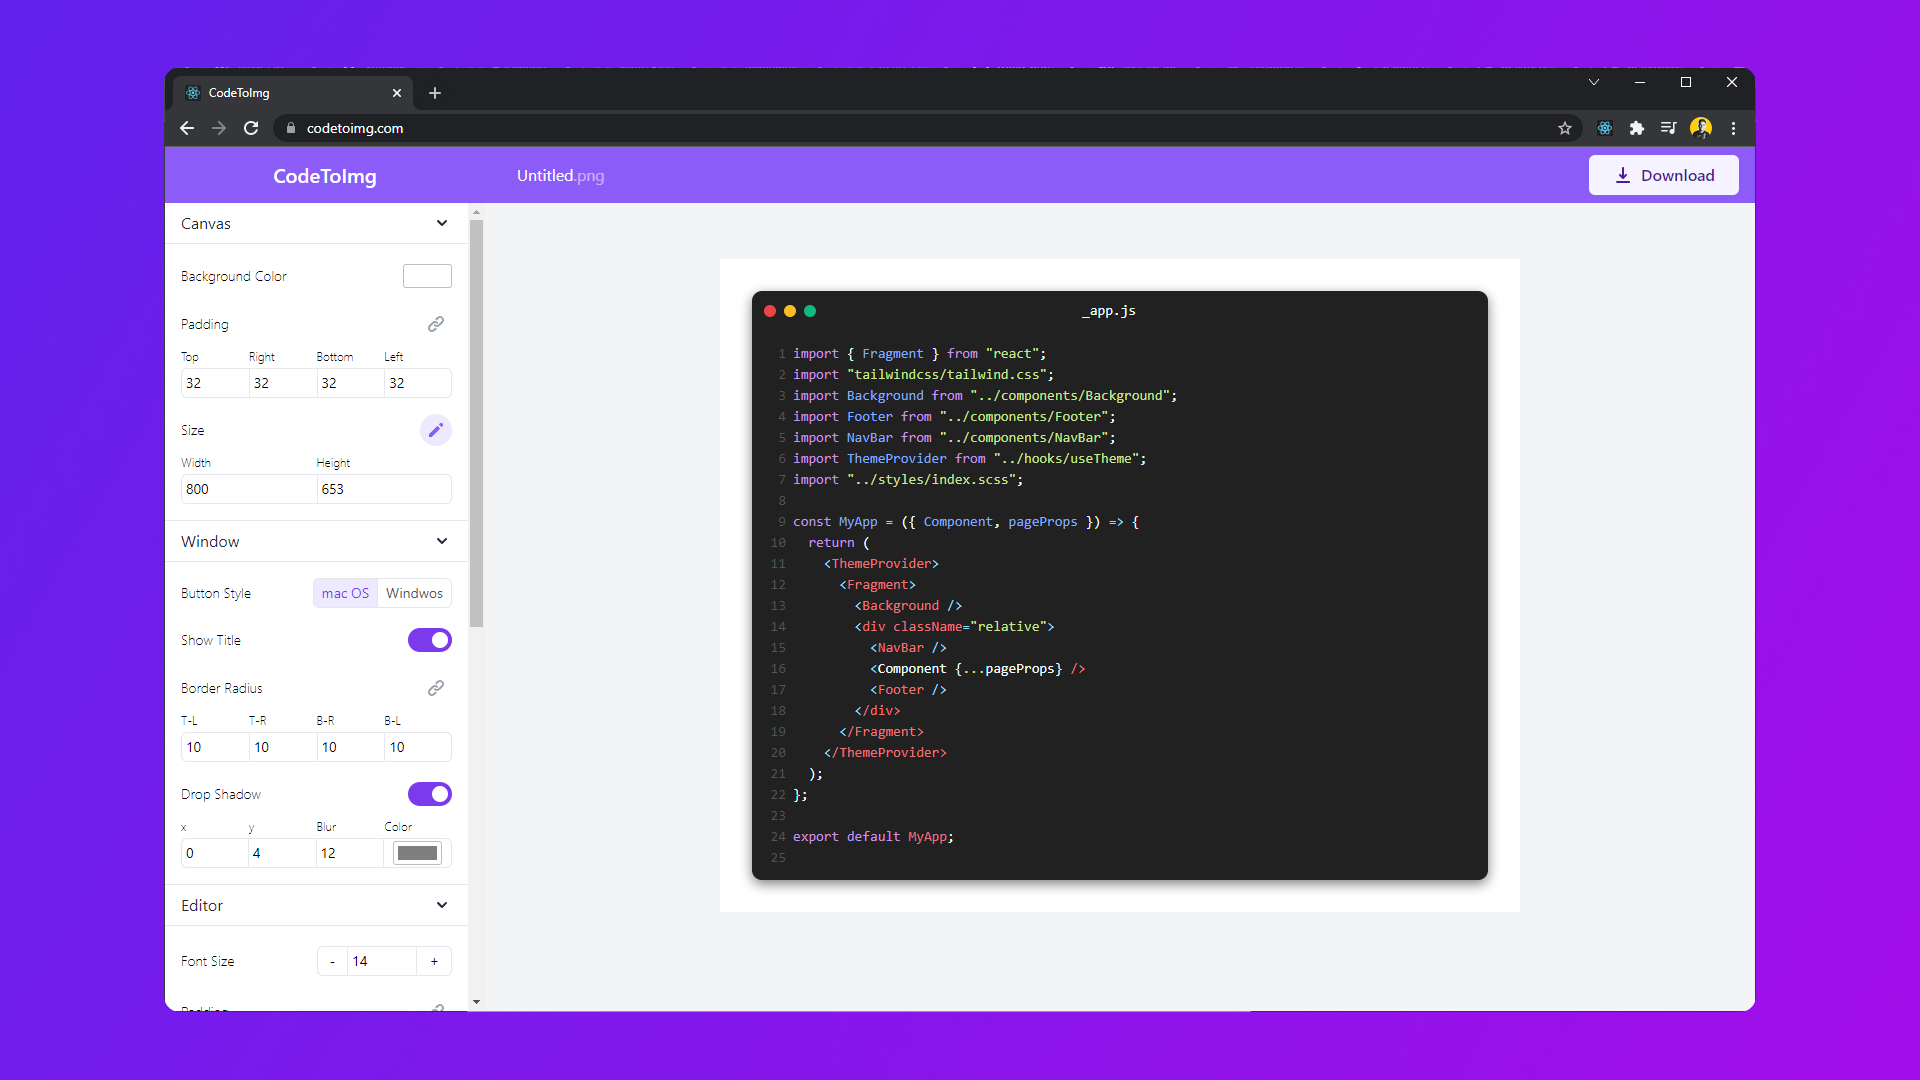 CodeToImg
codetoimg.com
CodeToImg
Untitled.png
Download
Canvas
Background Color
Padding
Top Right Bottom Left
32 32 32 32
Size
Width Height
800 653
Window
Button Style mac OS Windwos
Show Title
Border Radius
T-L T-R B-R B-L
10 10 10 10
Drop Shadow
x y Blur Color
0 4 12
Editor
Font Size - 14 +
Padding
_app.js
1 import { Fragment } from "react";
2 import "tailwindcss/tailwind.css";
3 import Background from "../components/Background";
4 import Footer from "../components/Footer";
5 import NavBar from "../components/NavBar";
6 import ThemeProvider from "../hooks/useTheme";
7 import "../styles/index.scss";
8
9 const MyApp = ({ Component, pageProps }) => {
10   return (
11     <ThemeProvider>
12       <Fragment>
13         <Background />
14         <div className="relative">
15           <NavBar />
16           <Component {...pageProps} />
17           <Footer />
18         </div>
19       </Fragment>
20     </ThemeProvider>
21   );
22 };
23
24 export default MyApp;
25